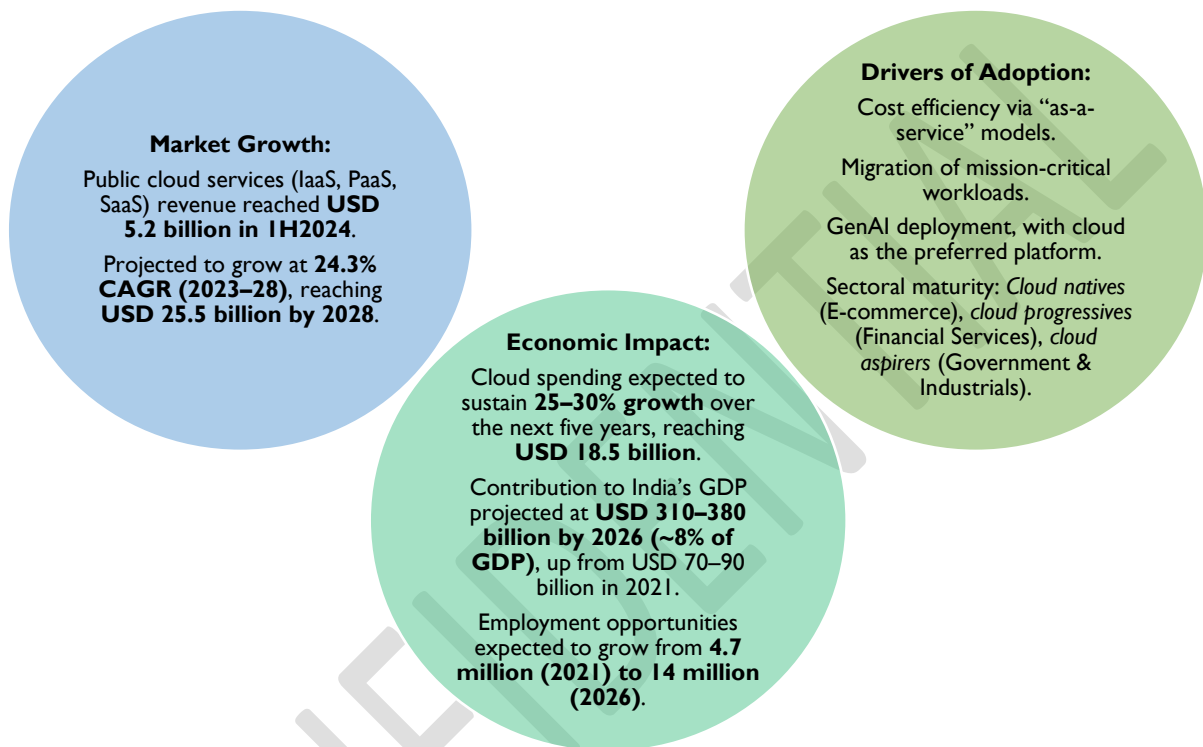 Market Growth:
Public cloud services (IaaS, PaaS,
SaaS) revenue reached USD
5.2 billion in 1H2024.
Projected to grow at 24.3%
CAGR (2023–28), reaching
USD 25.5 billion by 2028.
Drivers of Adoption:
Cost efficiency via “as-a-
service” models.
Migration of mission-critical
workloads.
GenAI deployment, with cloud
as the preferred platform.
Sectoral maturity: Cloud natives
(E-commerce), cloud progressives
(Financial Services), cloud
aspirers (Government &
Industrials).
Economic Impact:
Cloud spending expected to
sustain 25–30% growth over
the next five years, reaching
USD 18.5 billion.
Contribution to India’s GDP
projected at USD 310–380
billion by 2026 (~8% of
GDP), up from USD 70–90
billion in 2021.
Employment opportunities
expected to grow from 4.7
million (2021) to 14 million
(2026).